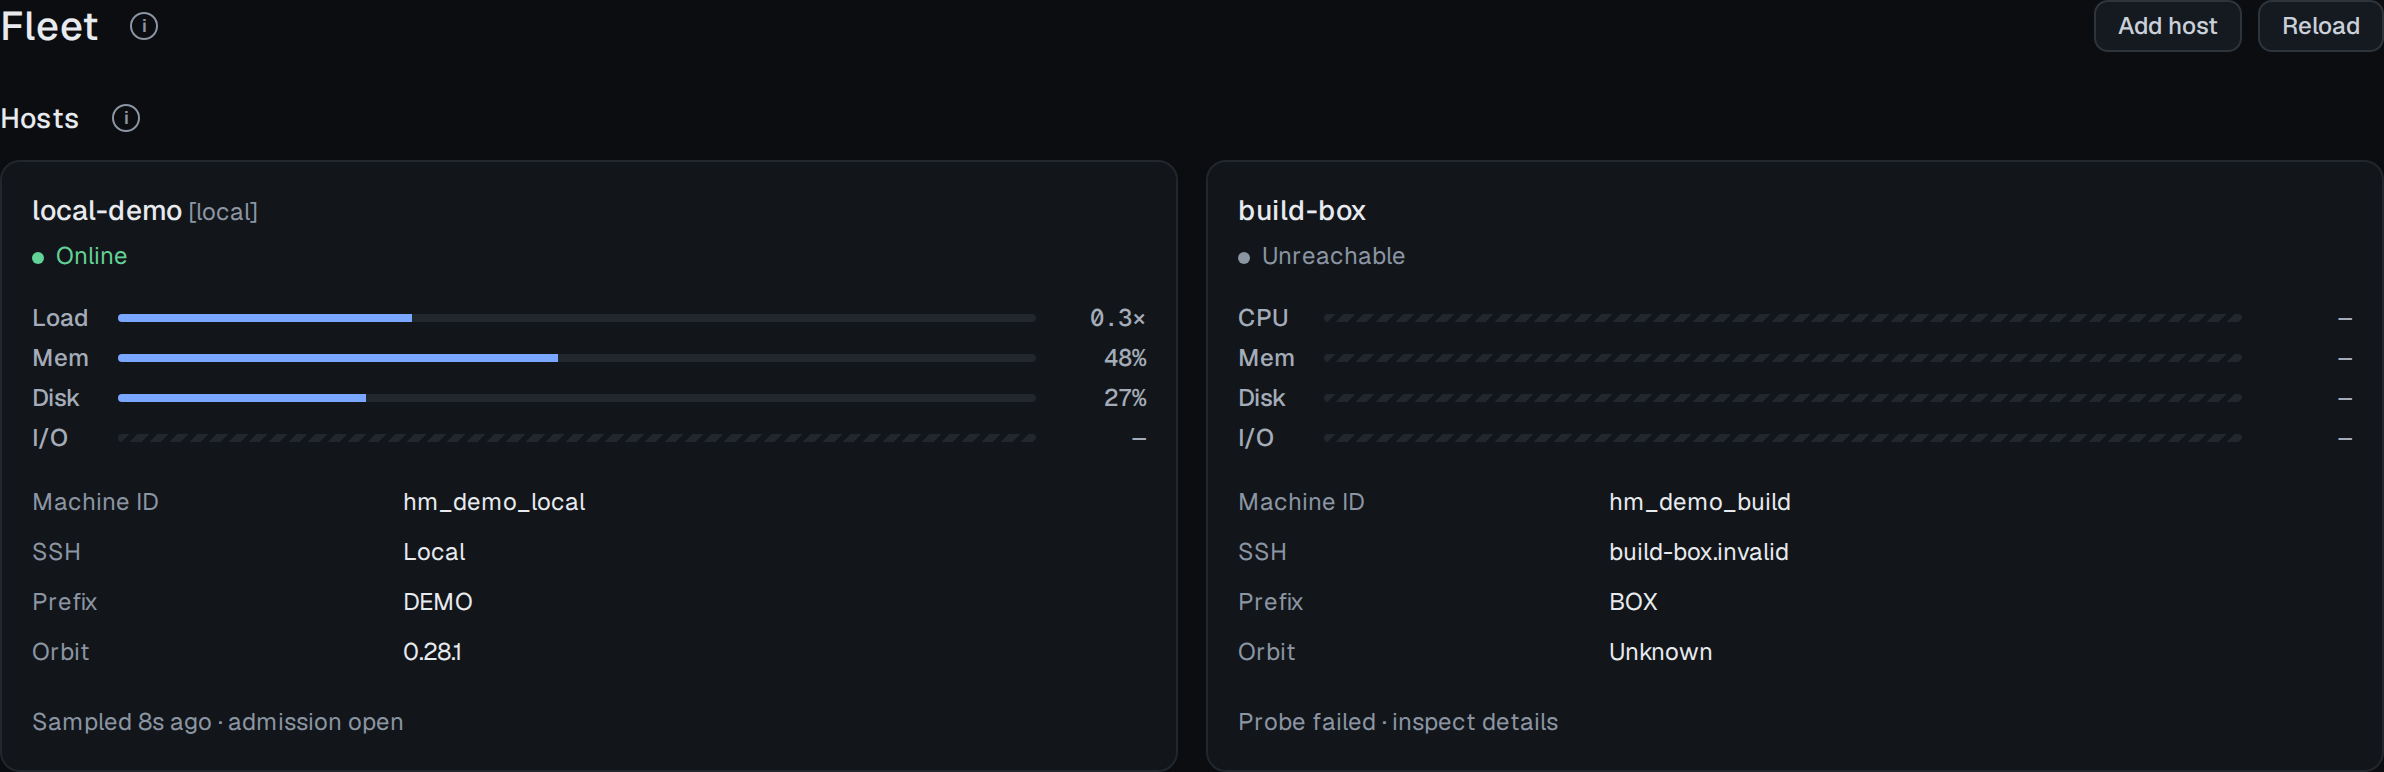 Fleet
Add host
Reload
Hosts
local-demo [local]
Online
Load 0.3×
Mem 48%
Disk 27%
I/O –
Machine ID hm_demo_local
SSH Local
Prefix DEMO
Orbit 0.28.1
Sampled 8s ago · admission open
build-box
Unreachable
CPU –
Mem –
Disk –
I/O –
Machine ID hm_demo_build
SSH build-box.invalid
Prefix BOX
Orbit Unknown
Probe failed · inspect details